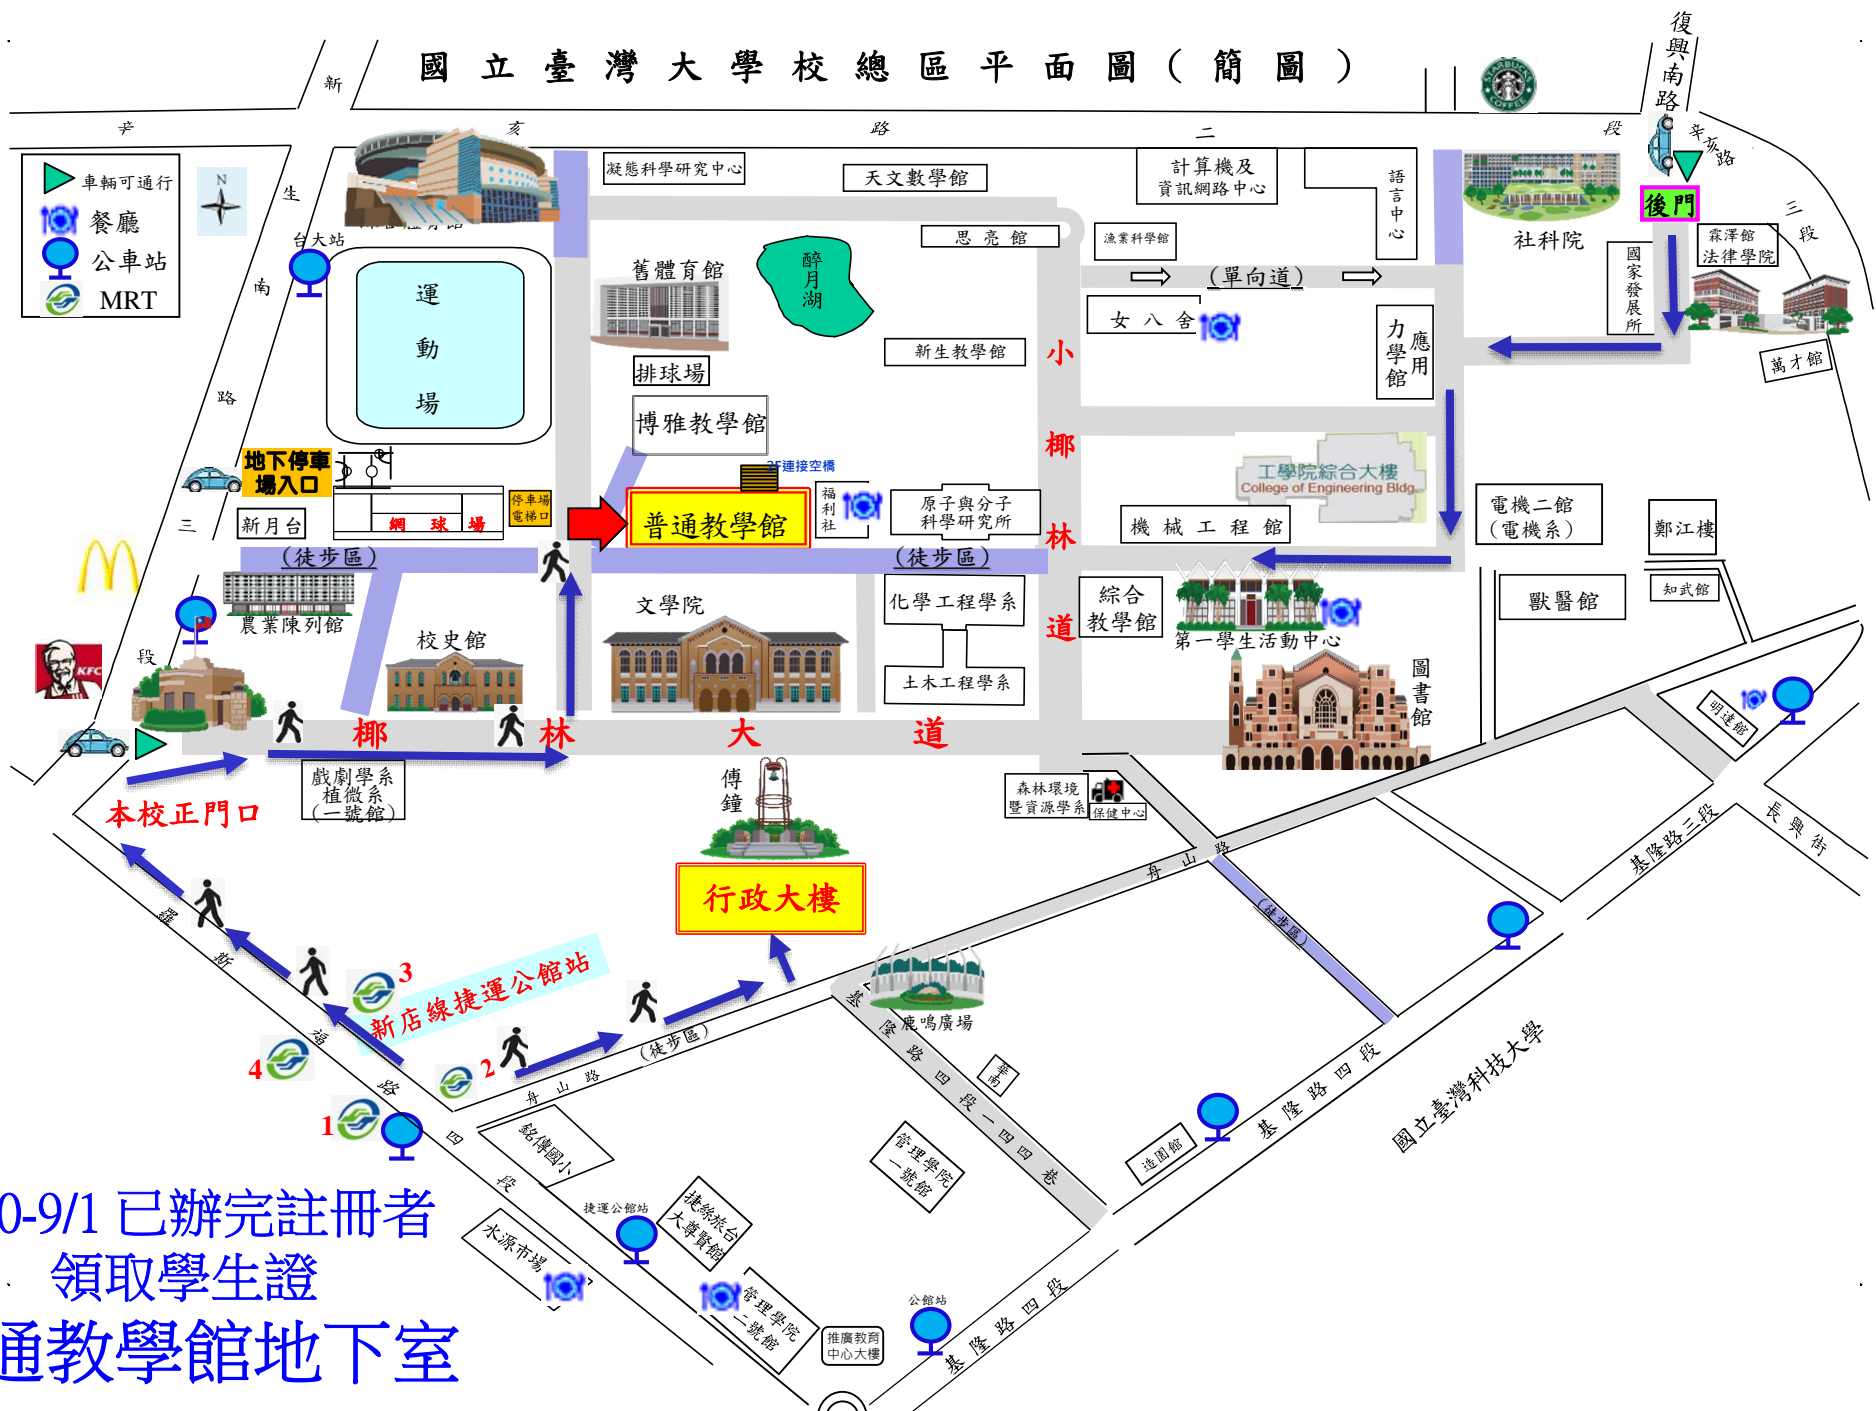 國立臺灣大學校總區平面圖(簡圖)
復興南路
新
辛亥路二段
辛亥路
三段
車輛可通行
餐廳
公車站
MRT
N
生
南
路
三
段
台大站
運動場
凝態科學研究中心
天文數學館
計算機及
資訊網路中心
語言中心
STARBUCKS
COFFEE
社科院
後門
霖澤館
法律學院
國家發展所
萬才館
思亮館
漁業科學館
(單向道)
女八舍
應用
力學館
舊體育館
醉月湖
新生教學館
排球場
博雅教學館
2F連接空橋
小椰林道
工學院綜合大樓
College of Engineering Bldg.
地下停車
場入口
新月台
網球場
停車場
電梯口
普通教學館
福利社
原子與分子
科學研究所
機械工程館
電機二館
(電機系)
鄭江樓
知武館
獸醫館
(徒步區)
(徒步區)
農業陳列館
校史館
文學院
化學工程學系
土木工程學系
綜合
教學館
第一學生活動中心
圖書館
KFC
椰林大道
本校正門口
戲劇學系
植微系
(一號館)
傅鐘
行政大樓
森林環境
暨資源學系
保健中心
明達館
長興街
基隆路三段
舟山路
(徒步區)
羅斯福路四段
新店線捷運公館站
3
4
2
1
(徒步區)
舟山路
鹿鳴廣場
基隆路四段一四四巷
華南
管理學院
一號館
造園館
基隆路四段
國立臺灣科技大學
銘傳國小
捷運公館站
水源市場
捷絲旅台
大尊賢館
管理學院
二號館
推廣教育
中心大樓
公館站
基隆路四段
0-9/1 已辦完註冊者
領取學生證
通教學館地下室